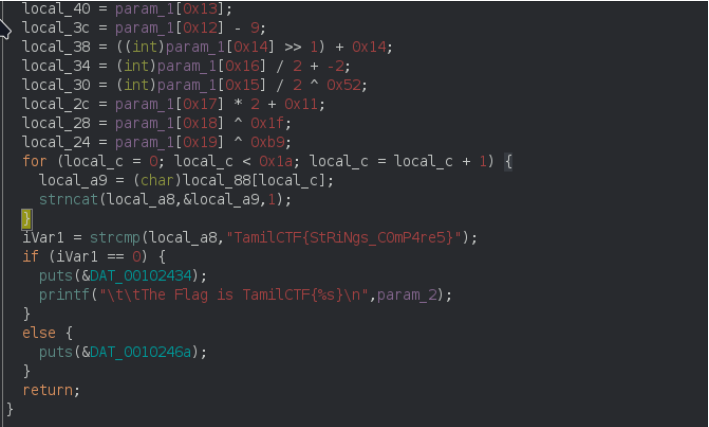 local_40 = param_1[0x13];
local_3c = param_1[0x12] - 9;
local_38 = ((int)param_1[0x14] >> 1) + 0x14;
local_34 = (int)param_1[0x16] / 2 + -2;
local_30 = (int)param_1[0x15] / 2 ^ 0x52;
local_2c = param_1[0x17] * 2 + 0x11;
local_28 = param_1[0x18] ^ 0x1f;
local_24 = param_1[0x19] ^ 0xb9;
for (local_c = 0; local_c < 0x1a; local_c = local_c + 1) {
local_a9 = (char)local_88[local_c];
strncat(local_a8,&local_a9,1);
}
iVar1 = strcmp(local_a8,"TamilCTF{StRiNgs_COmP4re5}");
if (iVar1 == 0) {
puts(&DAT_00102434);
printf("\t\tThe Flag is TamilCTF{%s}\n",param_2);
}
else {
puts(&DAT_0010246a);
}
return;
}